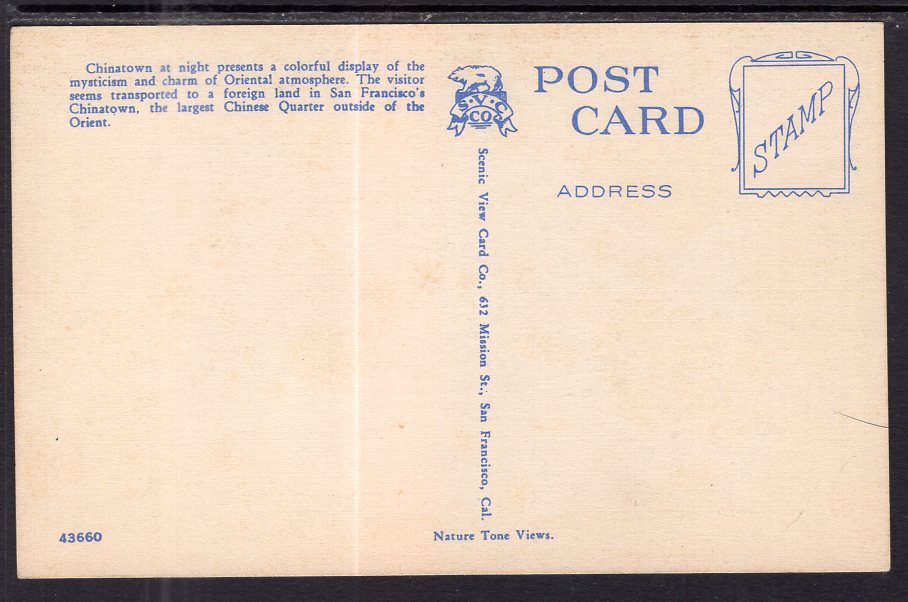 Chinatown at night presents a colorful display of the
mysticism and charm of Oriental atmosphere. The visitor
seems transported to a foreign land in San Francisco's
Chinatown, the largest Chinese Quarter outside of the
Orient.
S.V.C
CO
POST
CARD
STAMP
ADDRESS
Scenic View Card Co., 632 Mission St., San Francisco, Cal.
43660
Nature Tone Views.